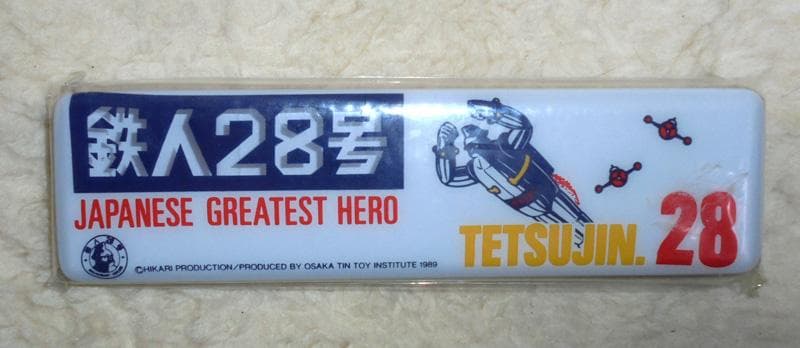 鉄人28号
JAPANESE GREATEST HERO
©HIKARI PRODUCTION/PRODUCED BY OSAKA TIN TOY INSTITUTE 1989
TETSUJIN. 28